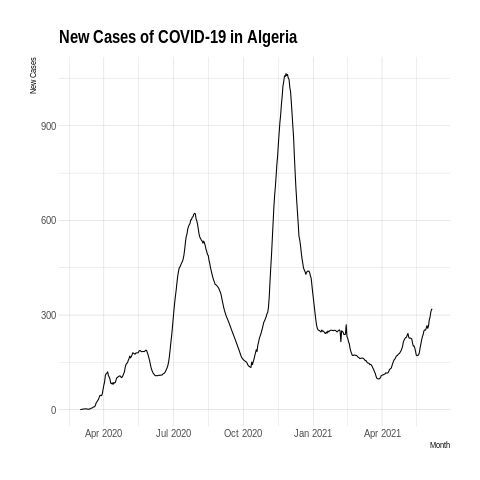 New Cases of COVID-19 in Algeria
New Cases
900
600
300
0
Apr 2020 Jul 2020 Oct 2020 Jan 2021 Apr 2021
Month